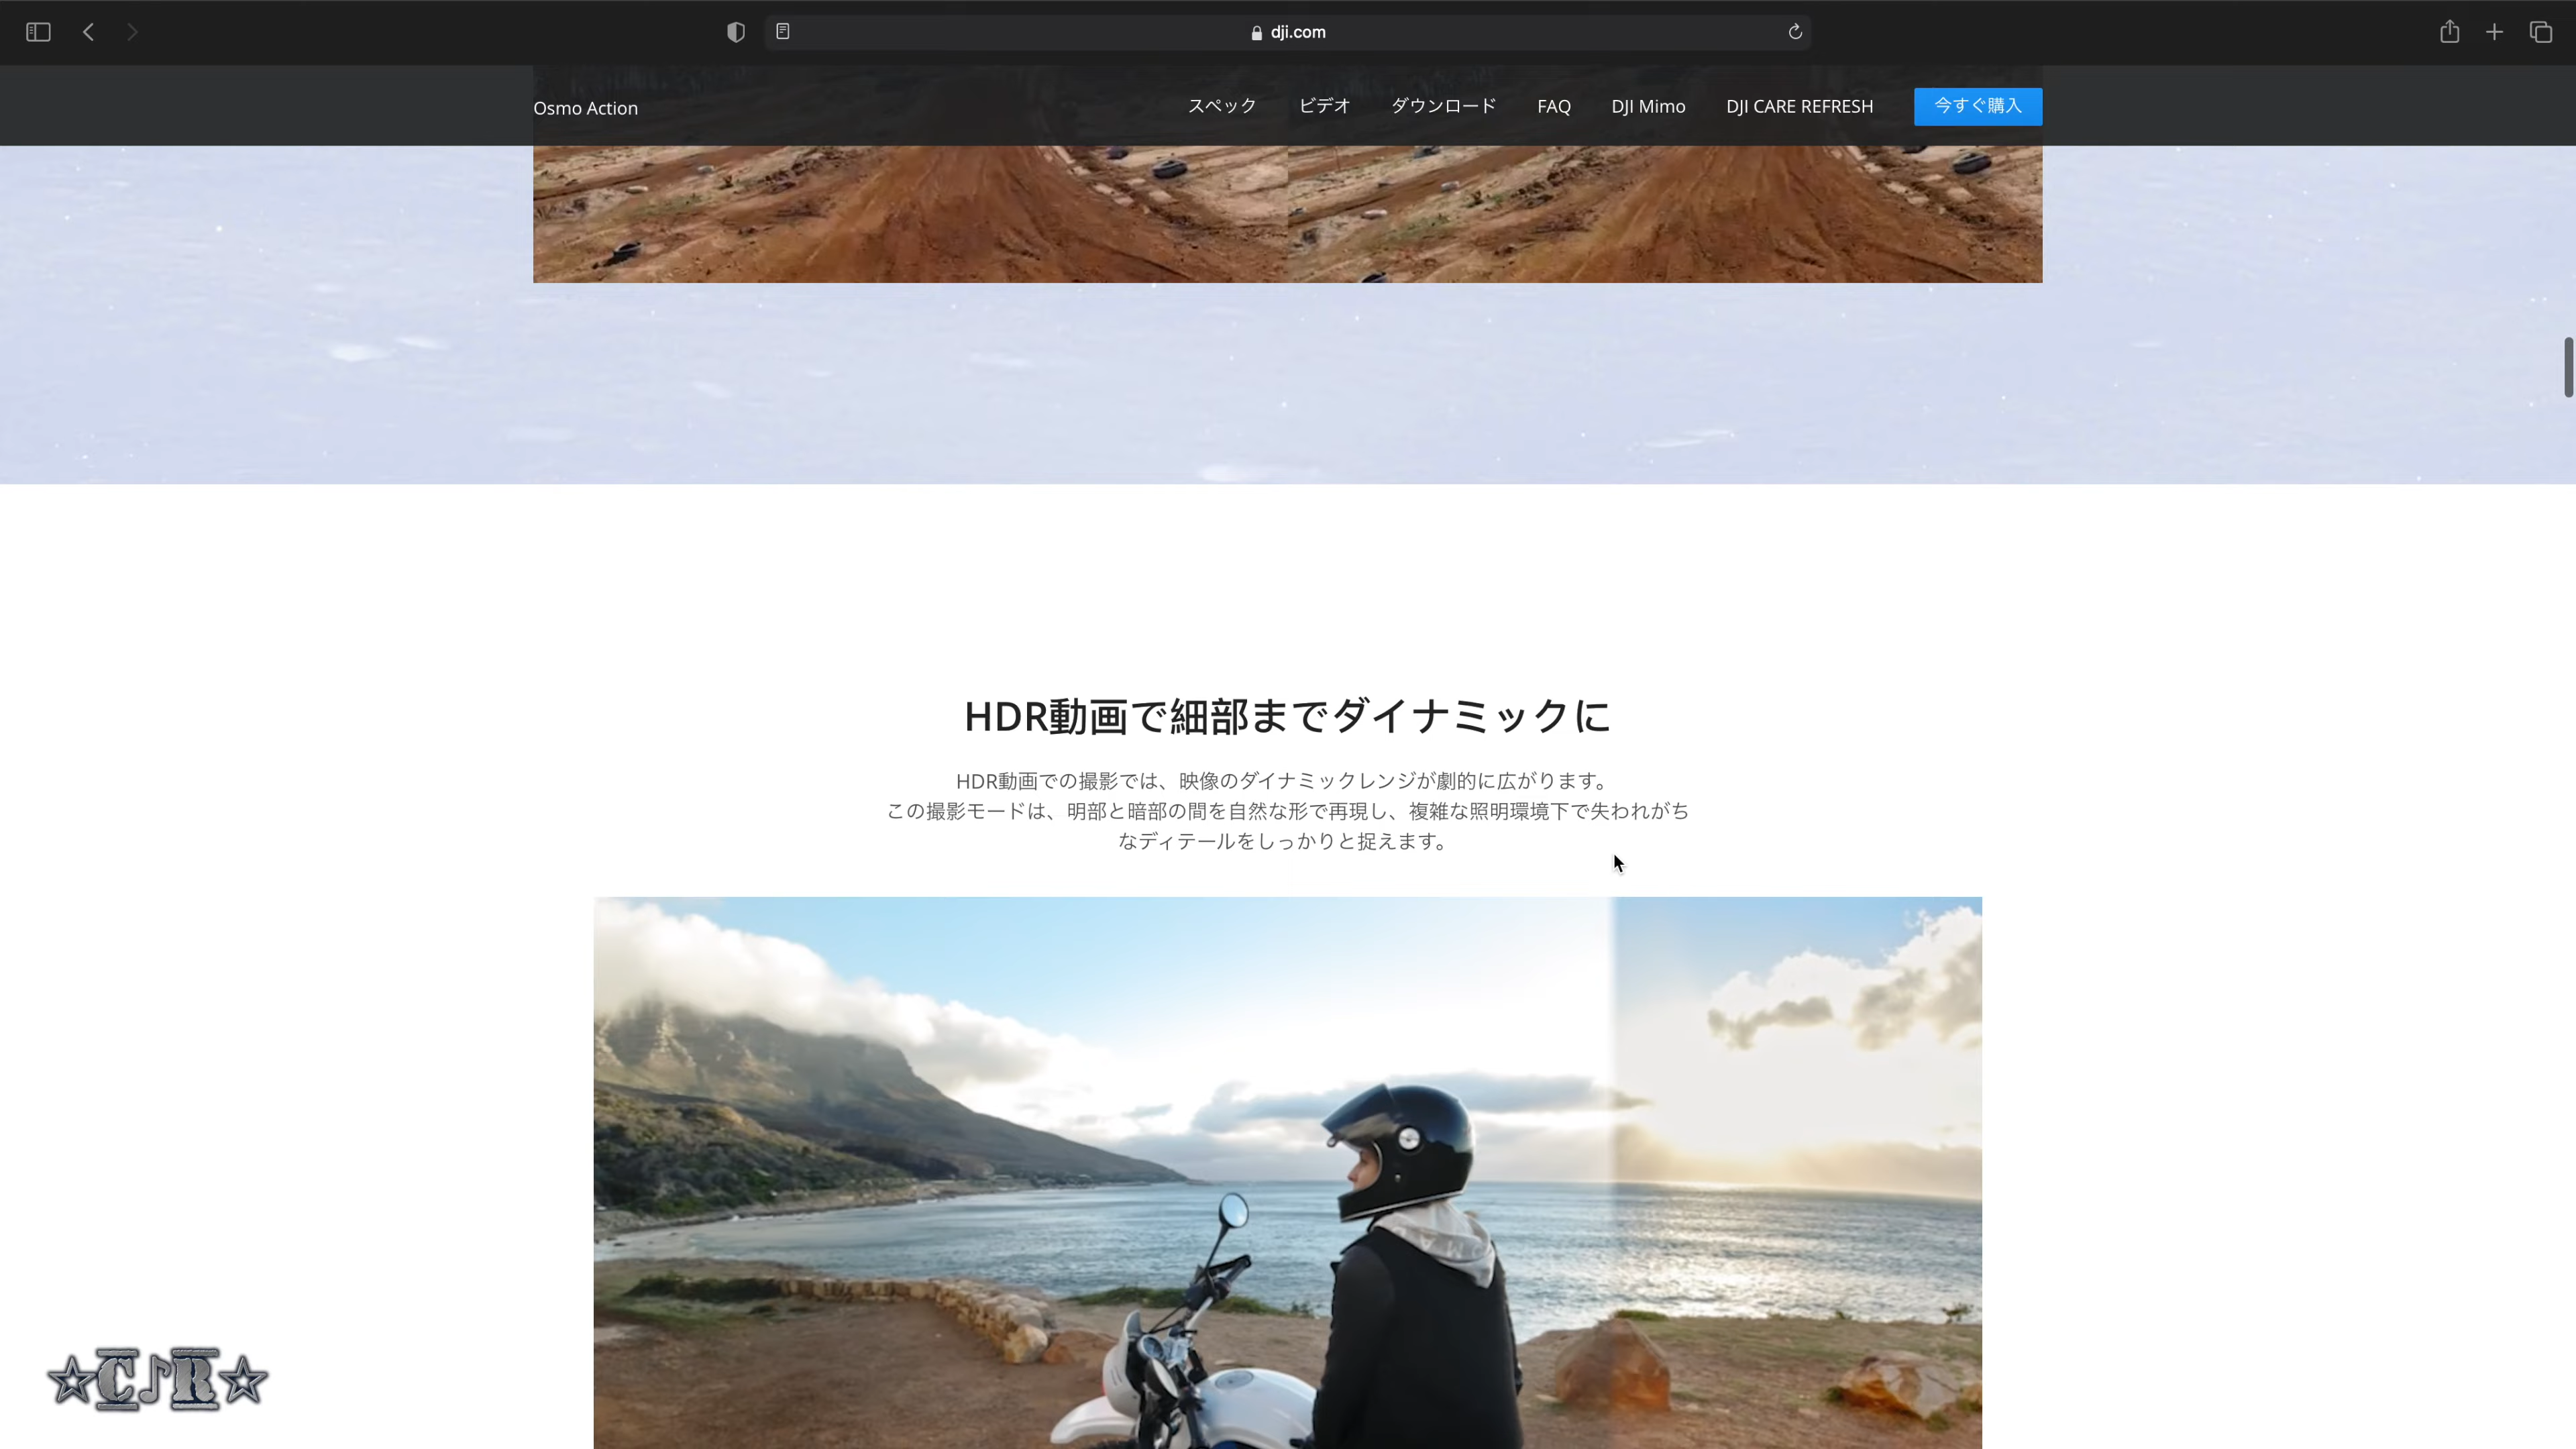 dji.com
Osmo Action
スペック
ビデオ
ダウンロード
FAQ
DJI Mimo
DJI CARE REFRESH
今すぐ購入
HDR動画で細部までダイナミックに
HDR動画での撮影では、映像のダイナミックレンジが劇的に広がります。
この撮影モードは、明部と暗部の間を自然な形で再現し、複雑な照明環境下で失われがち
なディテールをしっかりと捉えます。
☆C♪R☆